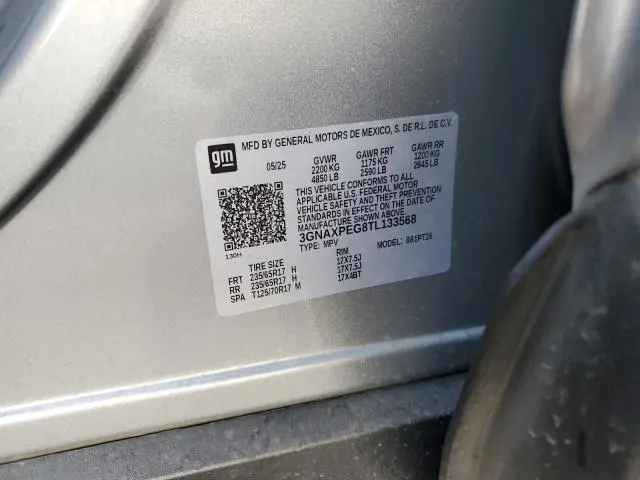 gm
MFD BY GENERAL MOTORS DE MEXICO, S. DE R.L. DE C.V.
05/25 GVWR GAWR FRT GAWR RR
2200 KG 1175 KG 1200 KG
4850 LB 2590 LB 2645 LB
THIS VEHICLE CONFORMS TO ALL
APPLICABLE U.S. FEDERAL MOTOR
VEHICLE SAFETY AND THEFT PREVENTION
STANDARDS IN EFFECT ON THE DATE OF
MANUFACTURE SHOWN ABOVE.
3GNAXPEG8TL133568
TYPE: MPV MODEL: 881PT26
130H
TIRE SIZE RIM
FRT 235/65R17 H 17X7.5J
RR 235/65R17 H 17X7.5J
SPA T125/70R17 M 17X4BT